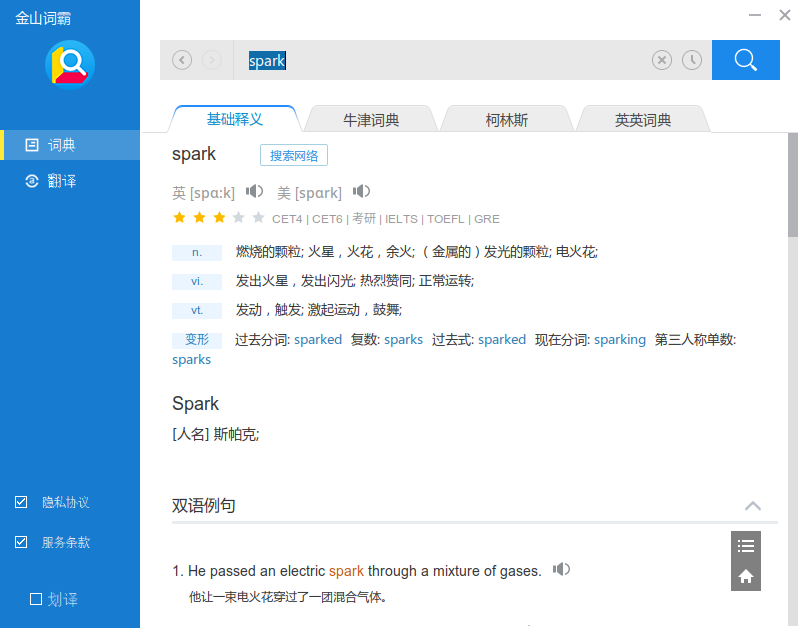 金山词霸
spark
词典
翻译
基础释义
牛津词典
柯林斯
英英词典
spark
搜索网络
英 [spɑ:k] 美 [spɑrk]
CET4 | CET6 | 考研 | IELTS | TOEFL | GRE
n. 燃烧的颗粒; 火星，火花，余火; （金属的）发光的颗粒; 电火花;
vi. 发出火星，发出闪光; 热烈赞同; 正常运转;
vt. 发动，触发; 激起运动，鼓舞;
变形 过去分词: sparked 复数: sparks 过去式: sparked 现在分词: sparking 第三人称单数:
sparks
Spark
[人名] 斯帕克;
双语例句
1. He passed an electric spark through a mixture of gases.
他让一束电火花穿过了一团混合气体。
隐私协议
服务条款
划译